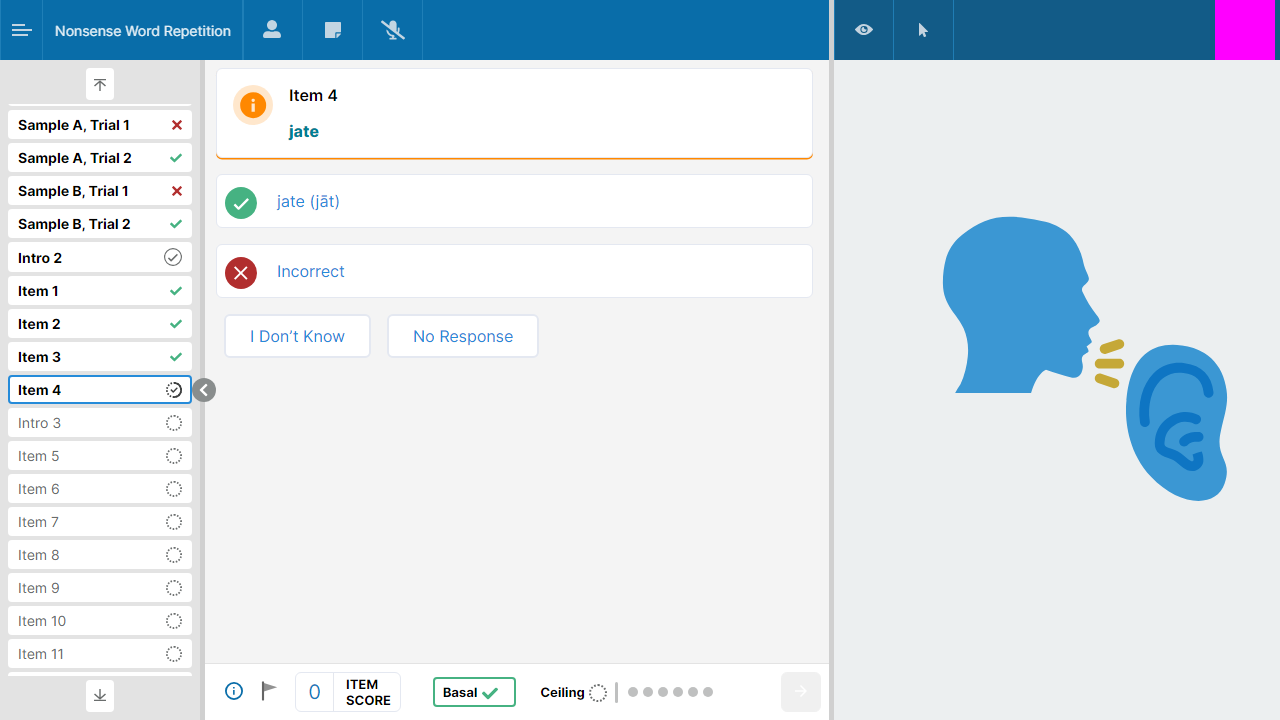 Nonsense Word Repetition
Sample A, Trial 1
Sample A, Trial 2
Sample B, Trial 1
Sample B, Trial 2
Intro 2
Item 1
Item 2
Item 3
Item 4
Intro 3
Item 5
Item 6
Item 7
Item 8
Item 9
Item 10
Item 11
Item 4
jate
jate (jāt)
Incorrect
I Don’t Know
No Response
0
ITEM
SCORE
Basal
Ceiling